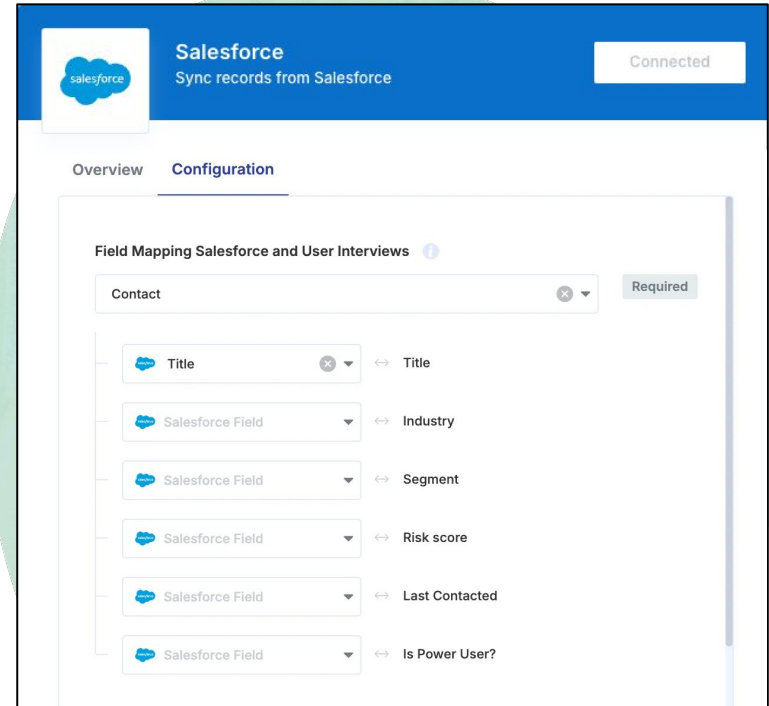 salesforce
Salesforce
Sync records from Salesforce
Connected
Overview Configuration
Field Mapping Salesforce and User Interviews i
Contact
Required
Title Title
Salesforce Field Industry
Salesforce Field Segment
Salesforce Field Risk score
Salesforce Field Last Contacted
Salesforce Field Is Power User?